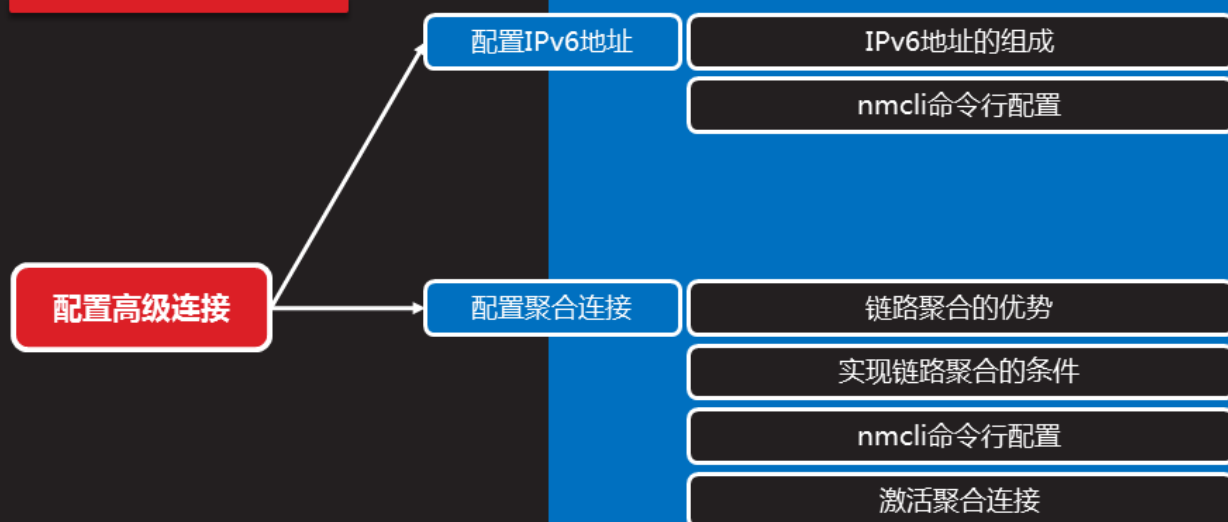 配置IPv6地址
IPv6地址的组成
nmcli命令行配置
配置高级连接
配置聚合连接
链路聚合的优势
实现链路聚合的条件
nmcli命令行配置
激活聚合连接